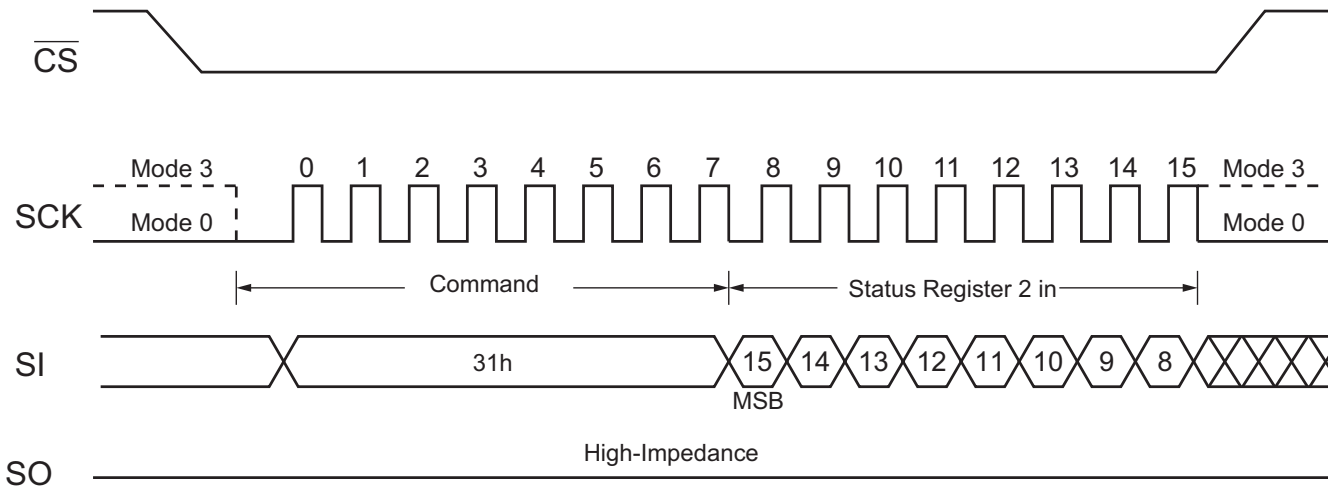 CS
Mode 3 0 1 2 3 4 5 6 7 8 9 10 11 12 13 14 15 Mode 3
SCK Mode 0 Mode 0
Command Status Register 2 in
SI 31h 15 14 13 12 11 10 9 8
MSB
High-Impedance
SO